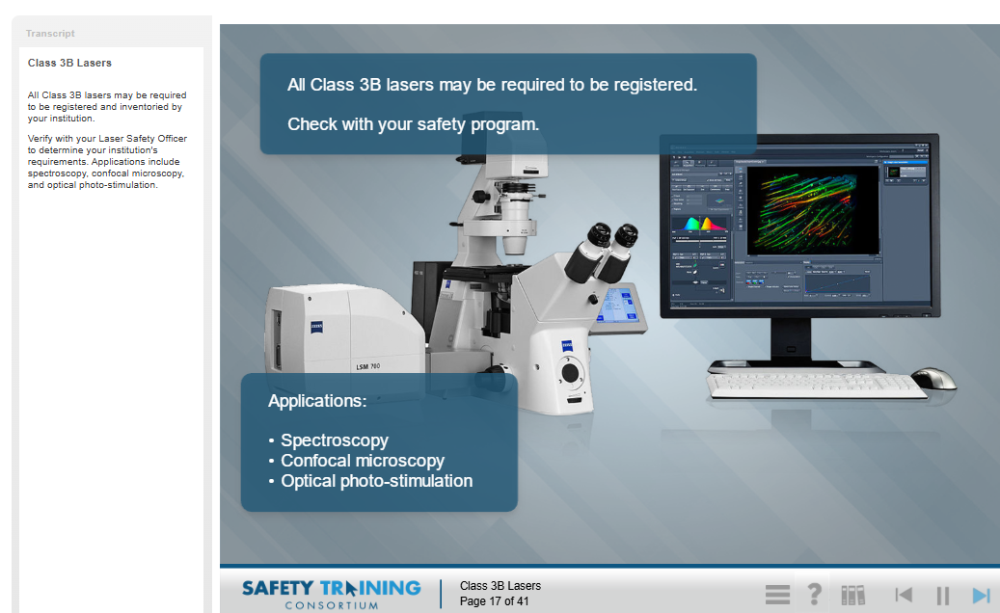 Transcript
Class 3B Lasers
All Class 3B lasers may be required
to be registered and inventoried by
your institution.
Verify with your Laser Safety Officer
to determine your institution's
requirements. Applications include
spectroscopy, confocal microscopy,
and optical photo-stimulation.
All Class 3B lasers may be required to be registered.
Check with your safety program.
ZEISS
LSM 700
ZEISS
Applications:
• Spectroscopy
• Confocal microscopy
• Optical photo-stimulation
SAFETY TRAINING
CONSORTIUM
Class 3B Lasers
Page 17 of 41